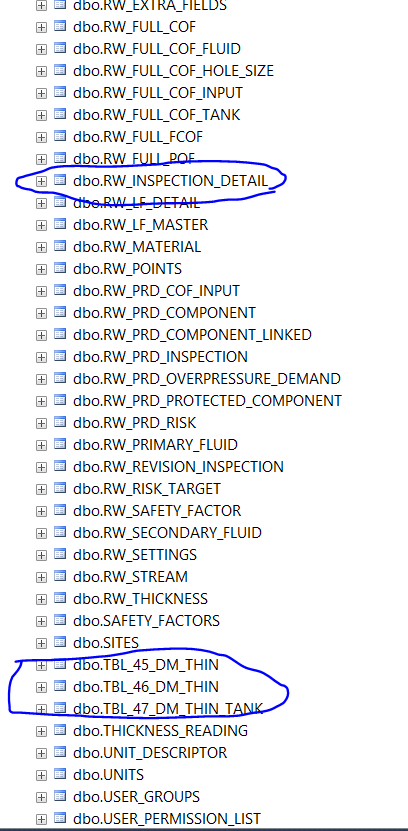 dbo.RW_EXTRA_FIELDS
dbo.RW_FULL_COF
dbo.RW_FULL_COF_FLUID
dbo.RW_FULL_COF_HOLE_SIZE
dbo.RW_FULL_COF_INPUT
dbo.RW_FULL_COF_TANK
dbo.RW_FULL_FCOF
dbo.RW_FULL_POF
dbo.RW_INSPECTION_DETAIL
dbo.RW_LF_DETAIL
dbo.RW_LF_MASTER
dbo.RW_MATERIAL
dbo.RW_POINTS
dbo.RW_PRD_COF_INPUT
dbo.RW_PRD_COMPONENT
dbo.RW_PRD_COMPONENT_LINKED
dbo.RW_PRD_INSPECTION
dbo.RW_PRD_OVERPRESSURE_DEMAND
dbo.RW_PRD_PROTECTED_COMPONENT
dbo.RW_PRD_RISK
dbo.RW_PRIMARY_FLUID
dbo.RW_REVISION_INSPECTION
dbo.RW_RISK_TARGET
dbo.RW_SAFETY_FACTOR
dbo.RW_SECONDARY_FLUID
dbo.RW_SETTINGS
dbo.RW_STREAM
dbo.RW_THICKNESS
dbo.SAFETY_FACTORS
dbo.SITES
dbo.TBL_45_DM_THIN
dbo.TBL_46_DM_THIN
dbo.TBL_47_DM_THIN_TANK
dbo.THICKNESS_READING
dbo.UNIT_DESCRIPTOR
dbo.UNITS
dbo.USER_GROUPS
dbo.USER_PERMISSION_LIST